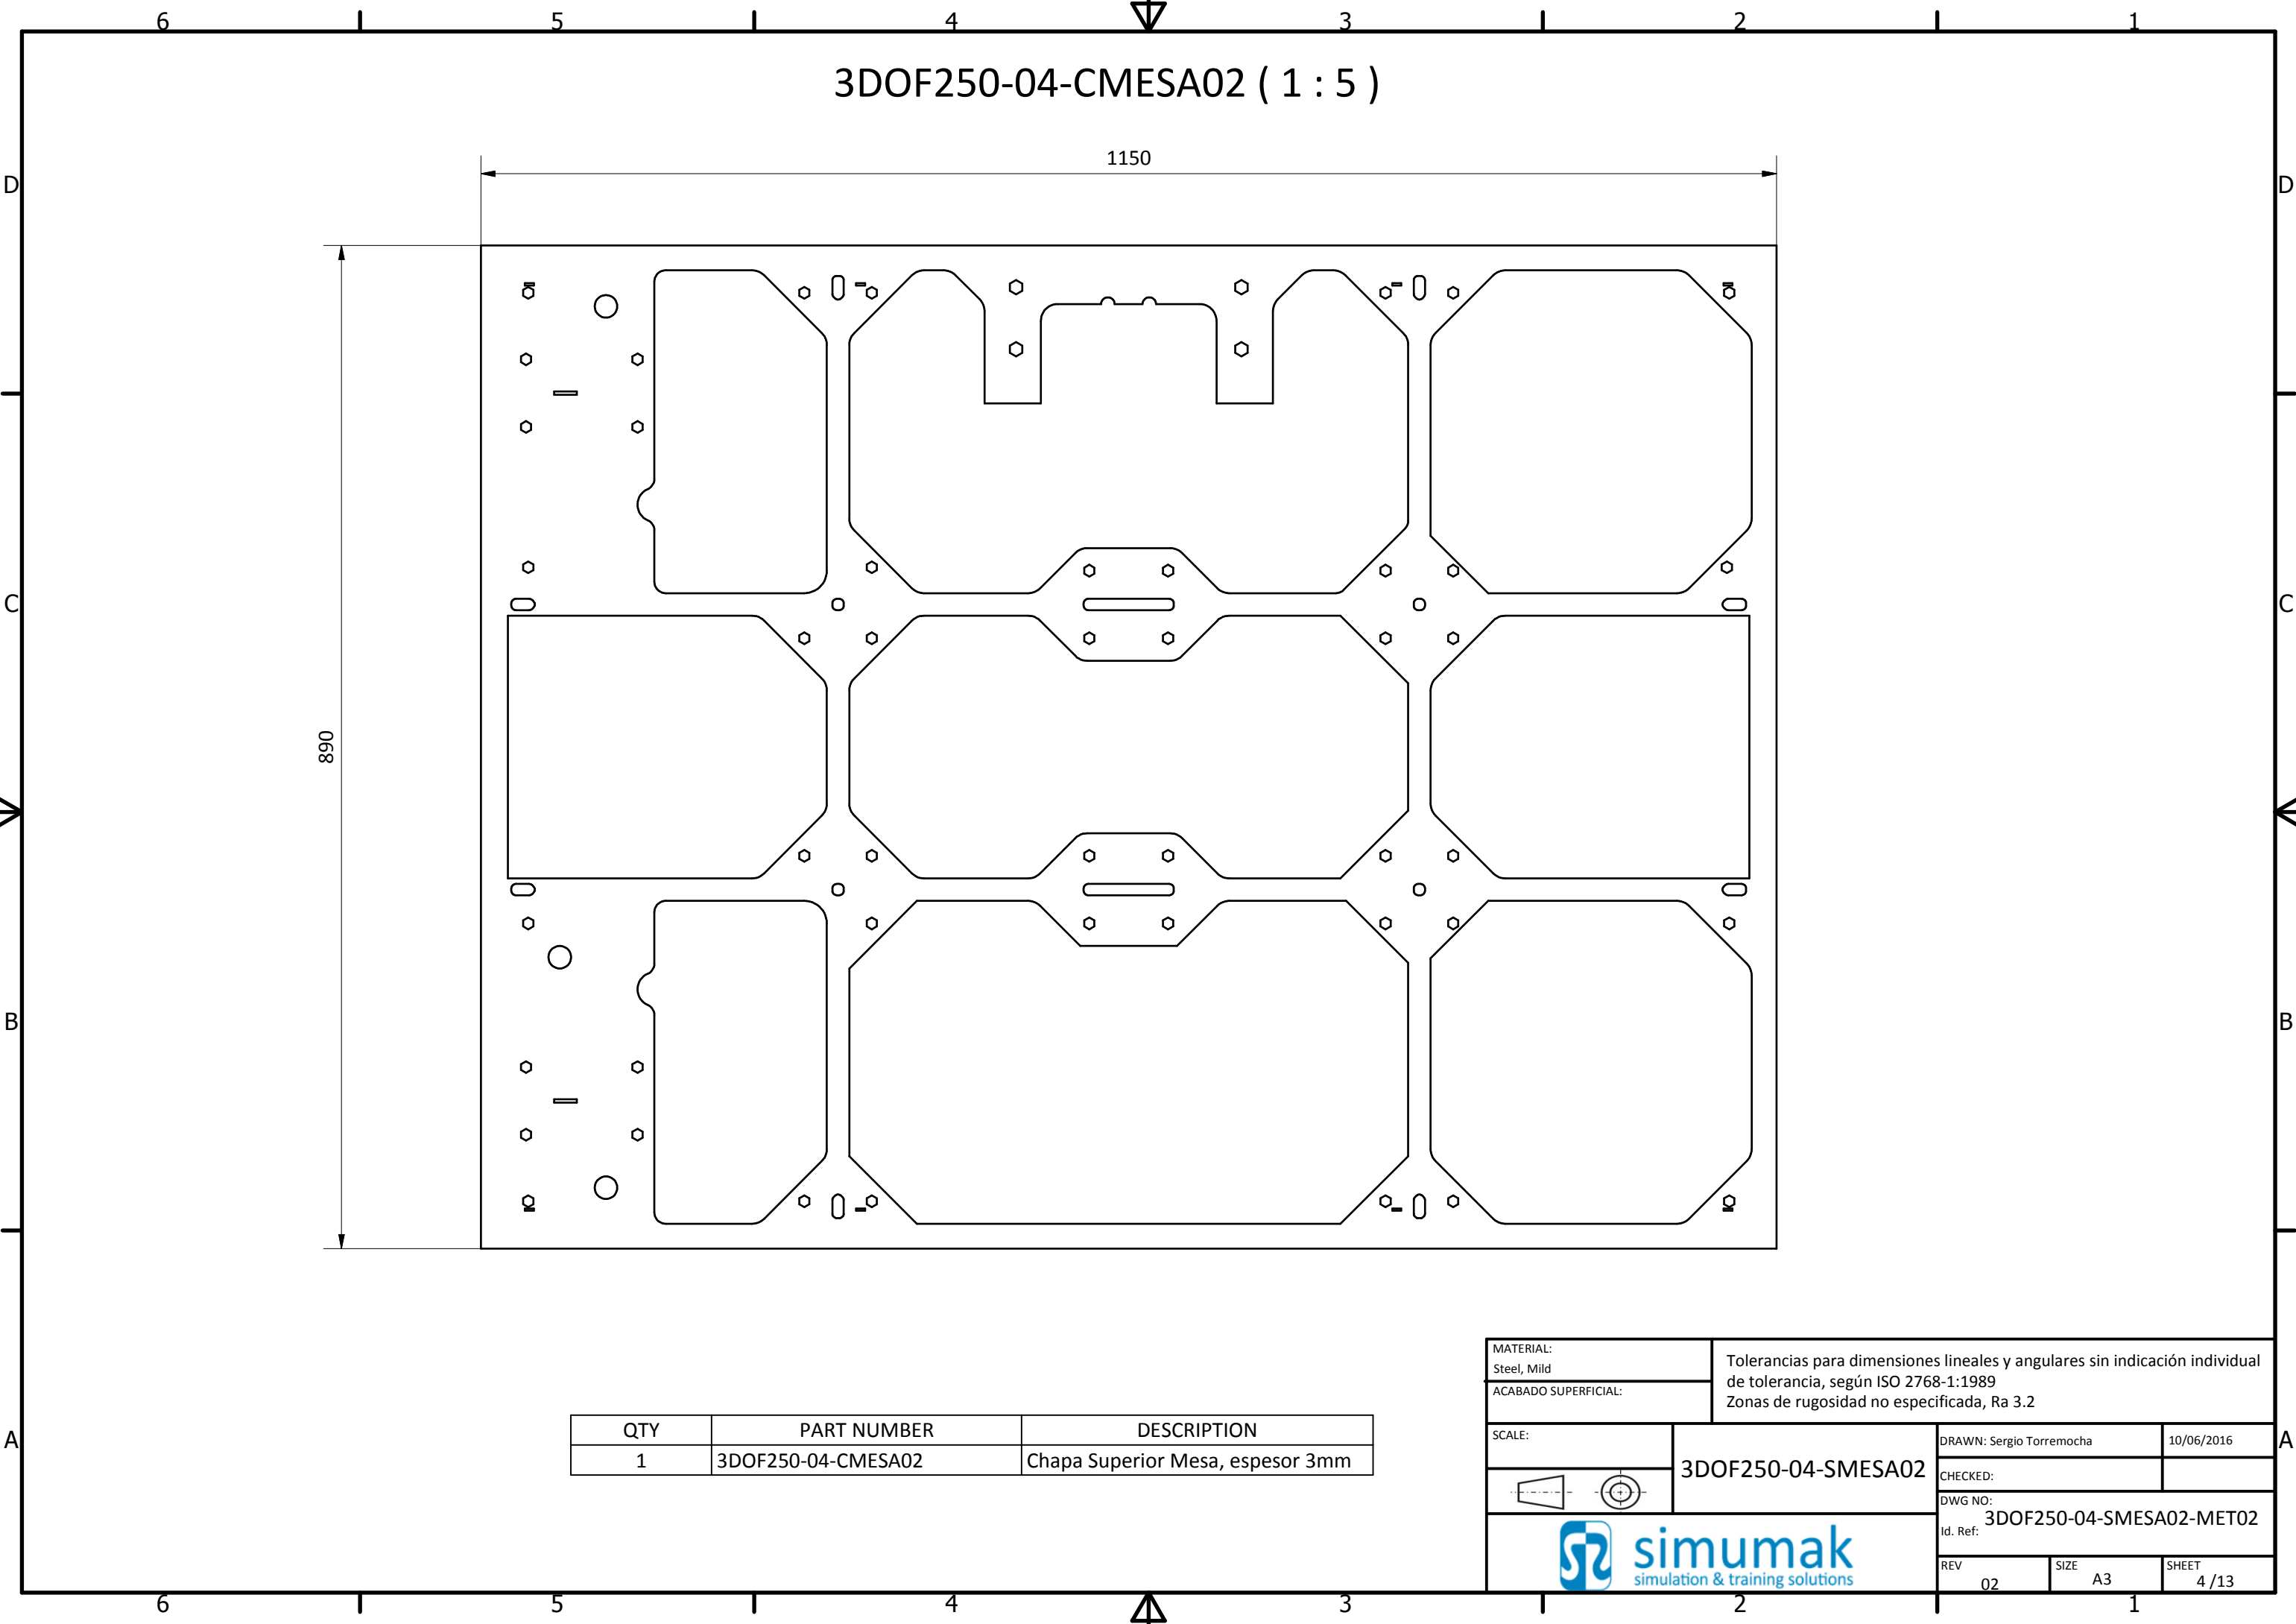 6 5 4 3 2 1
3DOF250-04-CMESA02 ( 1 : 5 )
1150
D D
890
C C
B B
A A
QTY PART NUMBER DESCRIPTION
1 3DOF250-04-CMESA02 Chapa Superior Mesa, espesor 3mm
MATERIAL:
Steel, Mild
ACABADO SUPERFICIAL:
Tolerancias para dimensiones lineales y angulares sin indicación individual
de tolerancia, según ISO 2768-1:1989
Zonas de rugosidad no especificada, Ra 3.2
SCALE:
3DOF250-04-SMESA02
DRAWN: Sergio Torremocha 10/06/2016
CHECKED:
DWG NO:
3DOF250-04-SMESA02-MET02
Id. Ref:
simumak
simulation & training solutions
REV
02
SIZE
A3
SHEET
4 /13
6 5 4 3 2 1